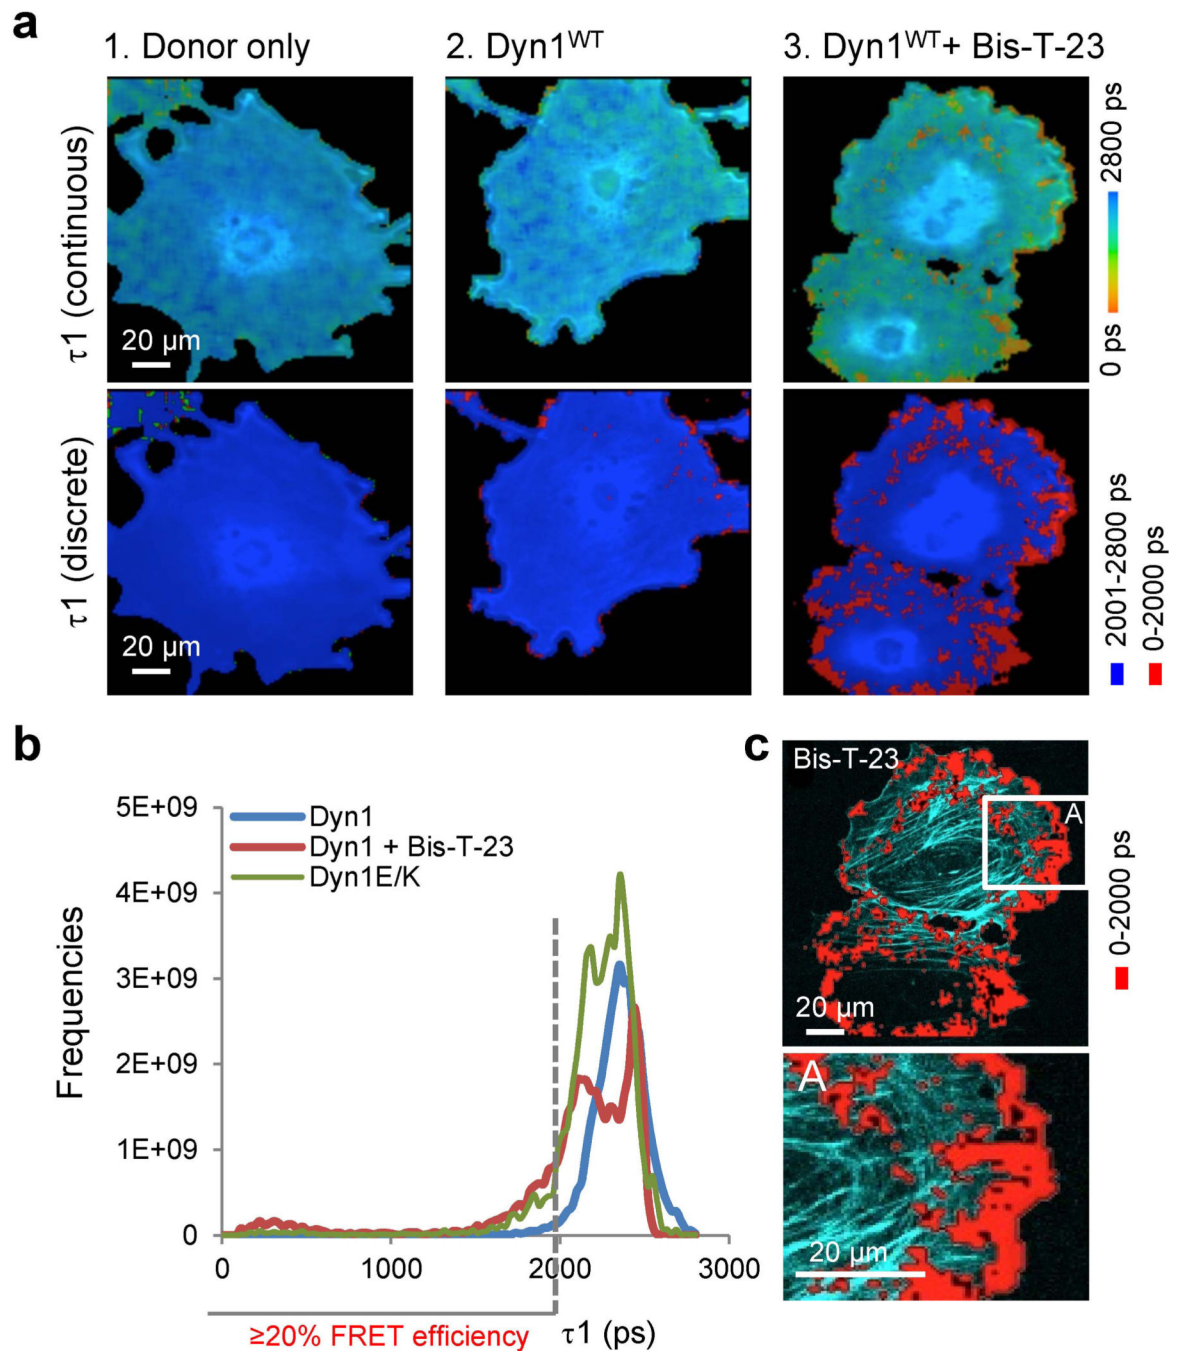 a
1. Donor only
2. Dyn1WT
3. Dyn1WT+ Bis-T-23
τ1 (continuous)
20 µm
0 ps
2800 ps
τ1 (discrete)
20 µm
2001-2800 ps
0-2000 ps
b
5E+09
4E+09
3E+09
2E+09
1E+09
0
Frequencies
Dyn1
Dyn1 + Bis-T-23
Dyn1E/K
0
1000
2000
3000
≥20% FRET efficiency
τ1 (ps)
c
Bis-T-23
A
20 µm
0-2000 ps
A
20 µm